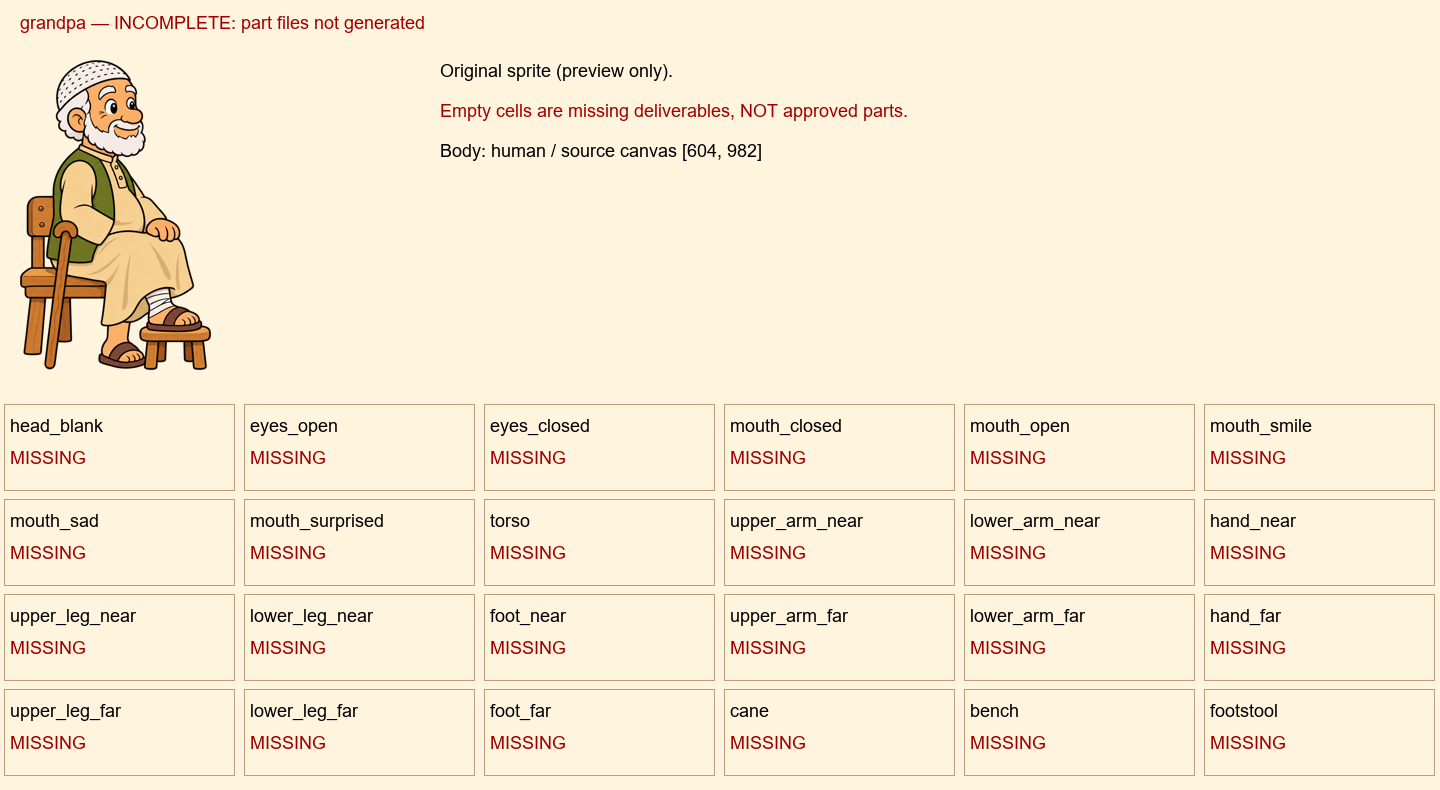 grandpa — INCOMPLETE: part files not generated
Original sprite (preview only).
Empty cells are missing deliverables, NOT approved parts.
Body: human / source canvas [604, 982]
head_blank
MISSING
eyes_open
MISSING
eyes_closed
MISSING
mouth_closed
MISSING
mouth_open
MISSING
mouth_smile
MISSING
mouth_sad
MISSING
mouth_surprised
MISSING
torso
MISSING
upper_arm_near
MISSING
lower_arm_near
MISSING
hand_near
MISSING
upper_leg_near
MISSING
lower_leg_near
MISSING
foot_near
MISSING
upper_arm_far
MISSING
lower_arm_far
MISSING
hand_far
MISSING
upper_leg_far
MISSING
lower_leg_far
MISSING
foot_far
MISSING
cane
MISSING
bench
MISSING
footstool
MISSING